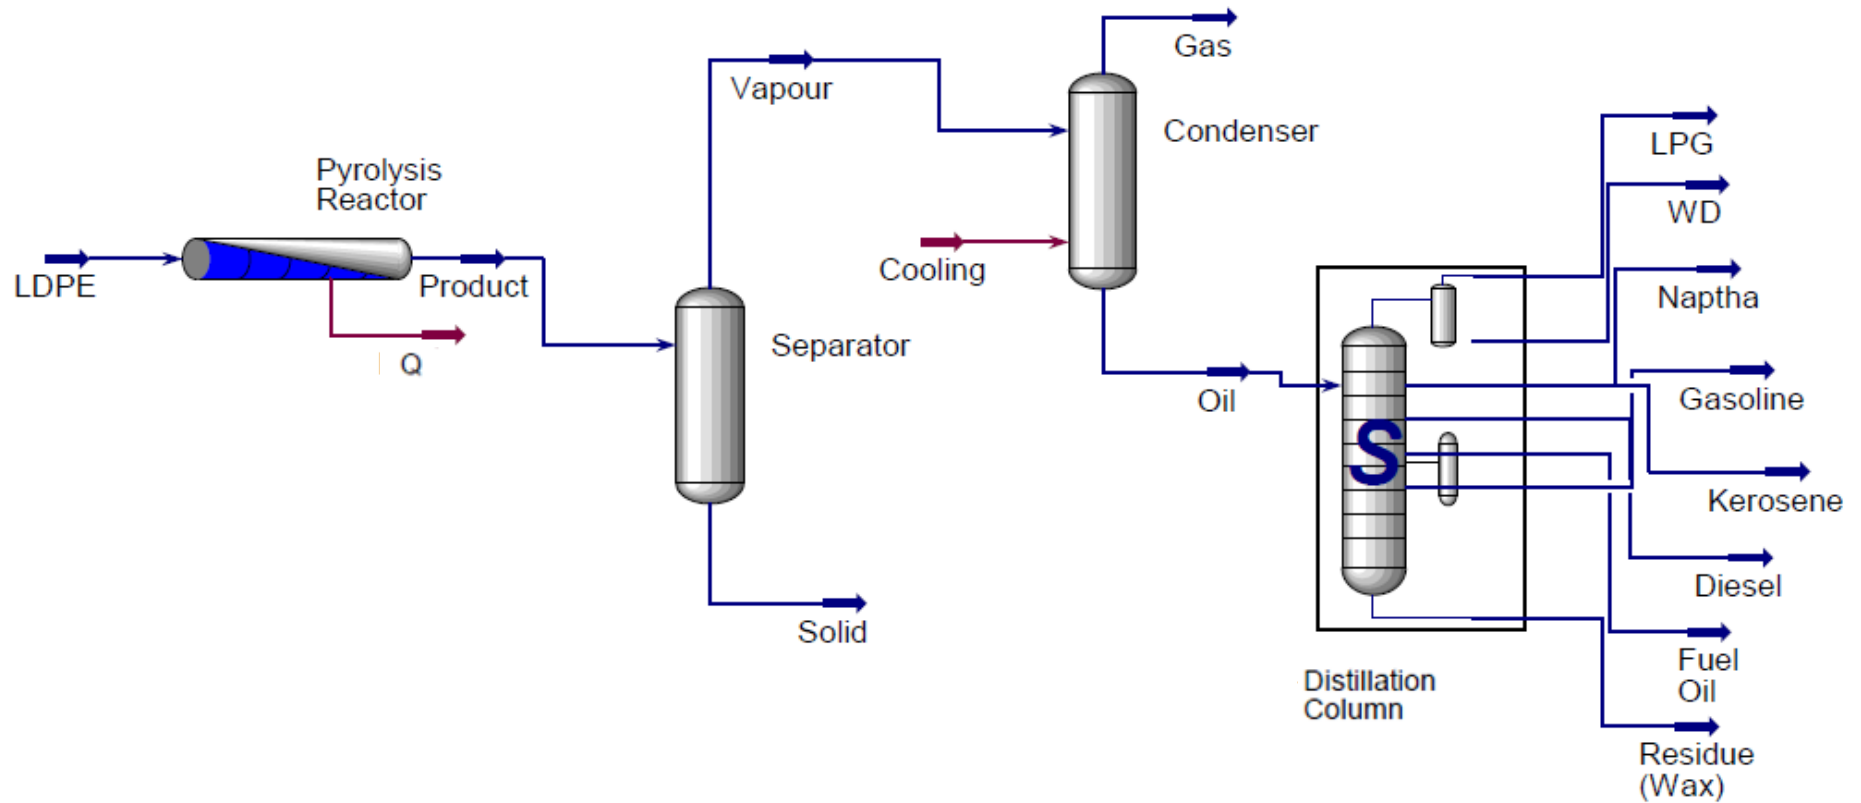 Gas
Vapour
Condenser
LPG
Pyrolysis
Reactor
WD
Cooling
LDPE
Product
Naptha
Separator
Q
Oil
Gasoline
S
Kerosene
Diesel
Solid
Fuel
Oil
Distillation
Column
Residue
(Wax)